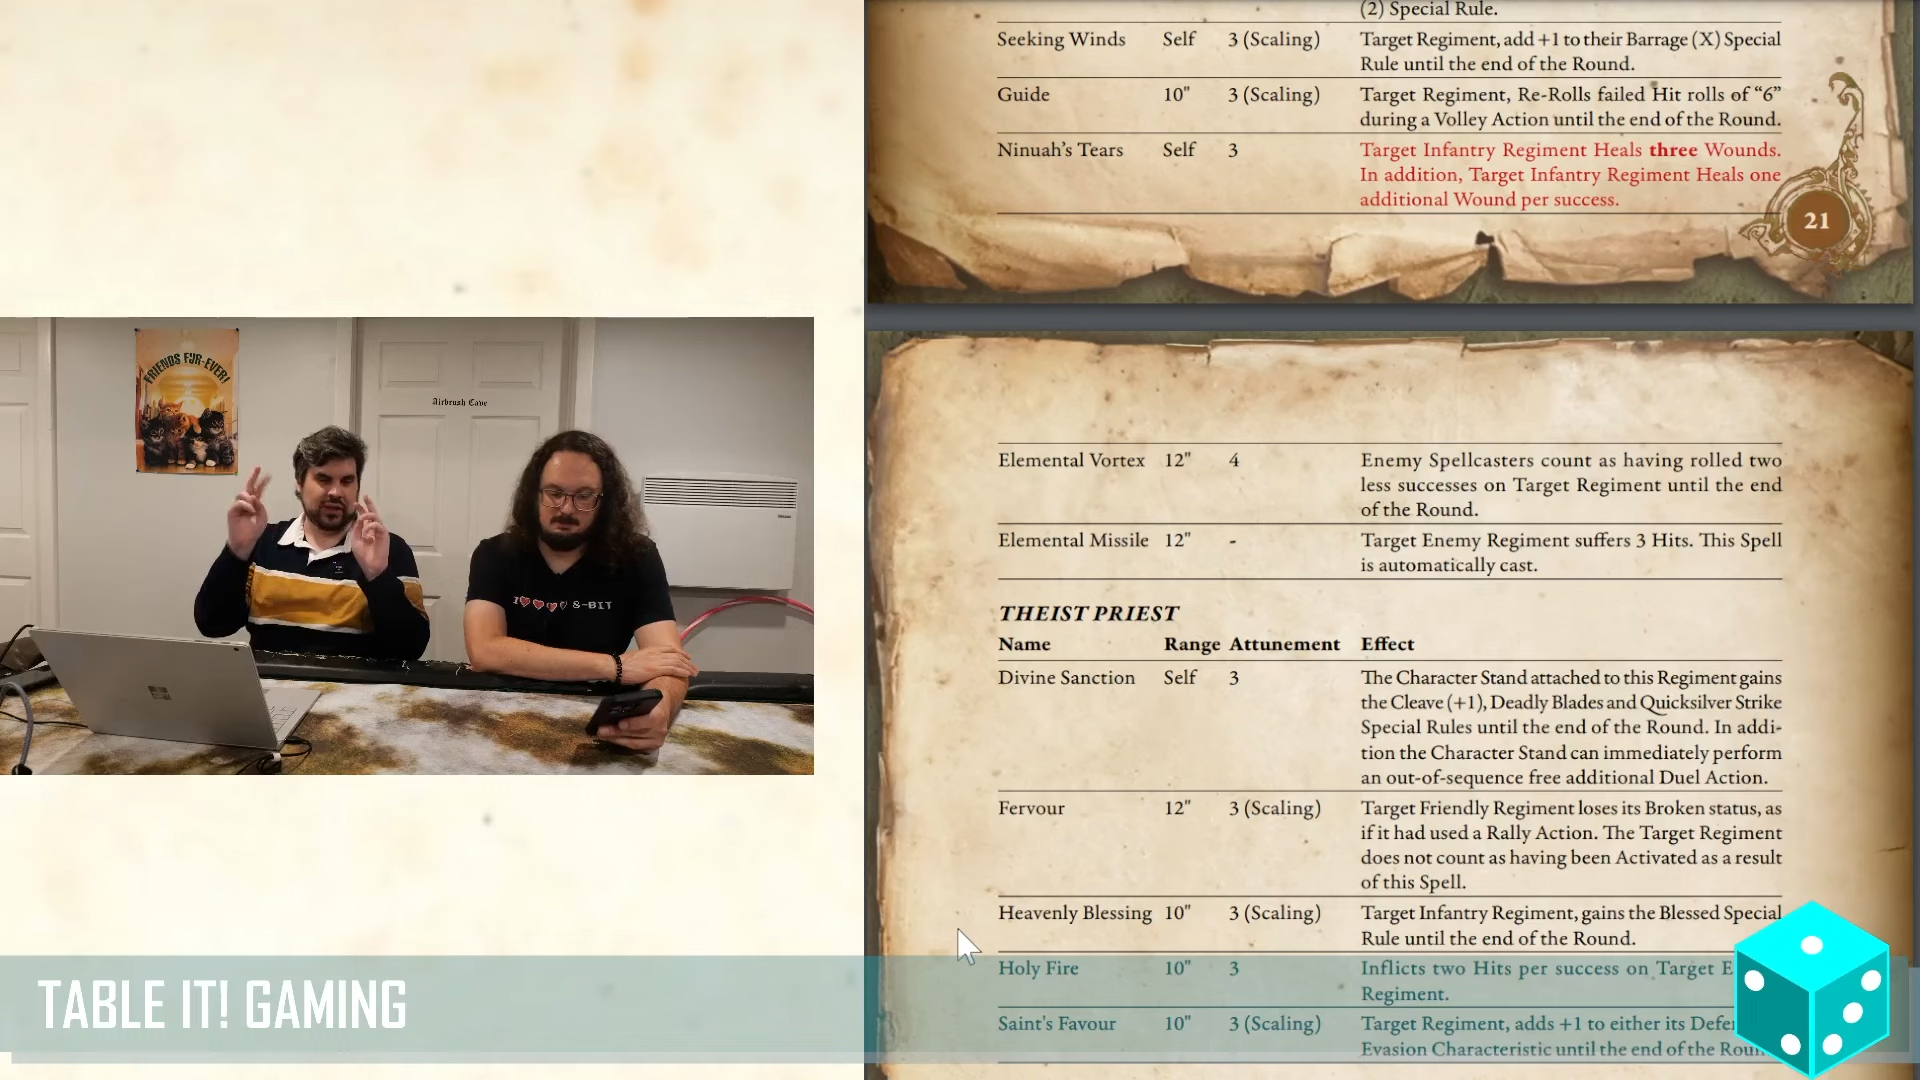 (2) Special Rule.
Seeking Winds Self 3 (Scaling) Target Regiment, add +1 to their Barrage (X) Special
Rule until the end of the Round.
Guide 10" 3 (Scaling) Target Regiment, Re-Rolls failed Hit rolls of “6”
during a Volley Action until the end of the Round.
Ninuah’s Tears Self 3 Target Infantry Regiment Heals three Wounds.
In addition, Target Infantry Regiment Heals one
additional Wound per success.
21
FRIENDS FUR-EVER!
Airbrush Cave
I 8-BIT
Elemental Vortex 12" 4 Enemy Spellcasters count as having rolled two
less successes on Target Regiment until the end
of the Round.
Elemental Missile 12" - Target Enemy Regiment suffers 3 Hits. This Spell
is automatically cast.
THEIST PRIEST
Name Range Attunement Effect
Divine Sanction Self 3 The Character Stand attached to this Regiment gains
the Cleave (+1), Deadly Blades and Quicksilver Strike
Special Rules until the end of the Round. In addi-
tion the Character Stand can immediately perform
an out-of-sequence free additional Duel Action.
Fervour 12" 3 (Scaling) Target Friendly Regiment loses its Broken status, as
if it had used a Rally Action. The Target Regiment
does not count as having been Activated as a result
of this Spell.
Heavenly Blessing 10" 3 (Scaling) Target Infantry Regiment, gains the Blessed Special
Rule until the end of the Round.
Holy Fire 10" 3 Inflicts two Hits per success on Target
Regiment.
Saint's Favour 10" 3 (Scaling) Target Regiment, adds +1 to either its
Evasion Characteristic until the end of the
TABLE IT! GAMING